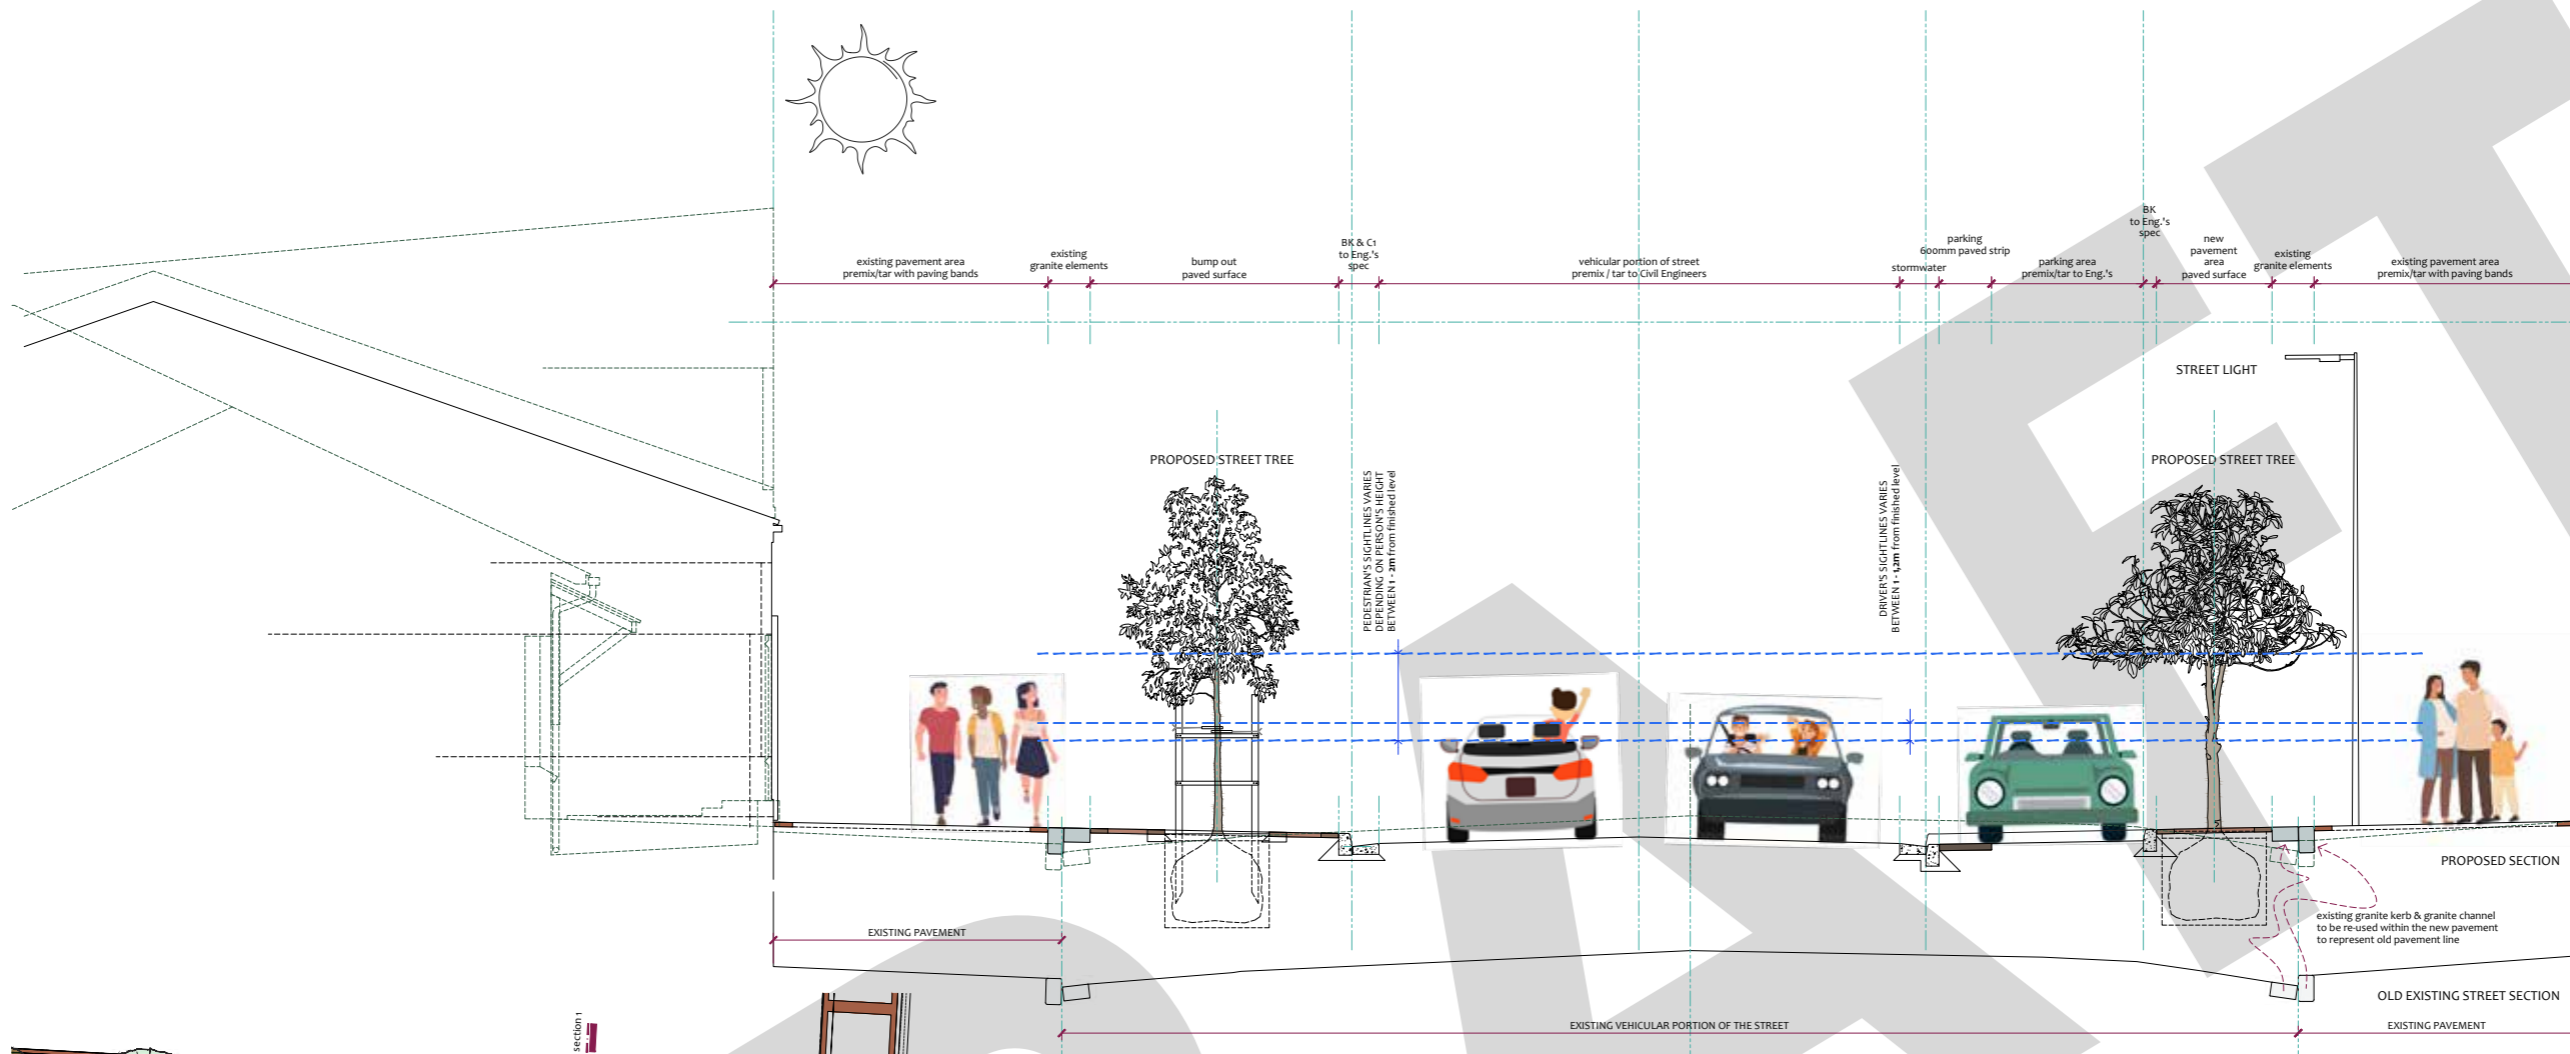 existing pavement area
premix/tar with paving bands
existing
granite elements
bump out
paved surface
BK & C1
to Eng.'s
spec
vehicular portion of street
premix / tar to Civil Engineers
stormwater
parking
600mm paved strip
parking area
premix/tar to Eng.'s
BK
to Eng.'s
spec
new
pavement
area
paved surface
existing
granite elements
existing pavement area
premix/tar with paving bands
STREET LIGHT
PROPOSED STREET TREE
PEDESTRIAN'S SIGHTLINES VARIES
DEPENDING ON PERSON'S HEIGHT
BETWEEN 1 - 2m from finished level
DRIVER'S SIGHTLINES VARIES
BETWEEN 1 - 1,2m from finished level
PROPOSED STREET TREE
PROPOSED SECTION
existing granite kerb & granite channel
to be re-used within the new pavement
to represent old pavement line
EXISTING PAVEMENT
OLD EXISTING STREET SECTION
EXISTING VEHICULAR PORTION OF THE STREET
EXISTING PAVEMENT
section 1